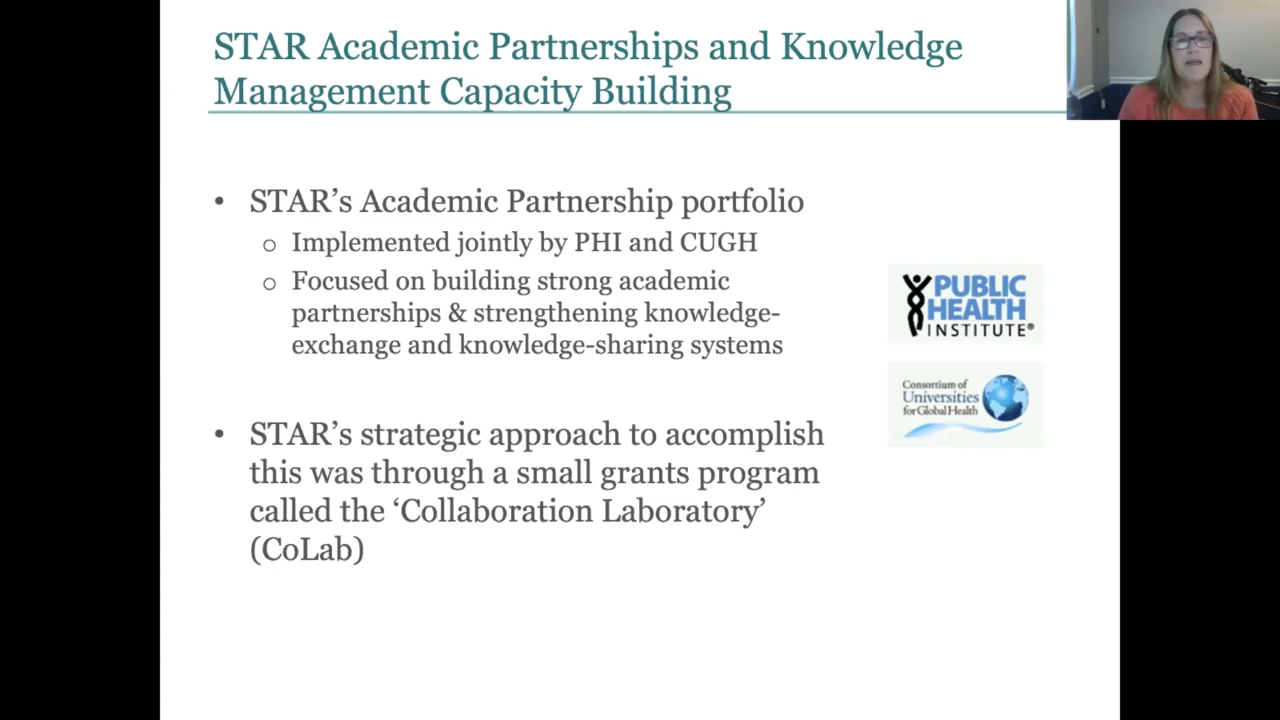 STAR Academic Partnerships and Knowledge
Management Capacity Building
• STAR’s Academic Partnership portfolio
o Implemented jointly by PHI and CUGH
o Focused on building strong academic
partnerships & strengthening knowledge-
exchange and knowledge-sharing systems
• STAR’s strategic approach to accomplish
this was through a small grants program
called the ‘Collaboration Laboratory’
(CoLab)
PUBLIC
HEALTH
INSTITUTE®
Consortium of
Universities
for Global Health